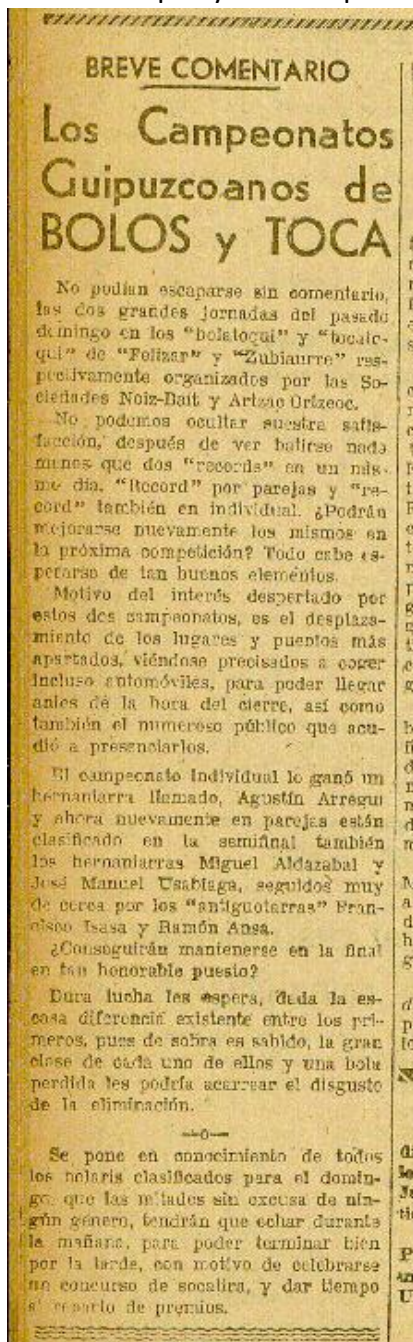 BREVE COMENTARIO
Los Campeonatos
Guipuzcoanos de
BOLOS y TOCA
No podían escaparse sin comentario,
las dos grandes jornadas del pasado
domingo en los "bolatoqui" y "tocale-
qui" de "Felizar" y "Zubiaurre" res-
pectivamente organizados por las So-
ciedades Noiz-Bait y Artzac Ortzeoc.
No podemos ocultar nuestra satis-
facción, después de ver batirse nada
menos que dos "records" en un mis-
mo día. "Record" por parejas y "re-
cord" también en individual. ¿Podrán
mejorarse nuevamente los mismos en
la próxima competición? Todo cabe es-
perarse de tan buenos elementos.
Motivo del interés despertado por
estos dos campeonatos, es el desplaza-
miento de los lugares y pueblos más
apartados, viéndose precisados a coger
incluso automóviles, para poder llegar
antes de la hora del cierre, así como
también el numeroso público que acu-
dió a presenciarlos.
El campeonato individual lo ganó un
hernaniarra llamado, Agustín Arregui
y ahora nuevamente en parejas están
clasificado en la semifinal también
los hernaniarras Miguel Aldazabal y
José Manuel Usabiaga, seguidos muy
de cerca por los "antiguotarras" Fran-
cisco Isasa y Ramón Ansa.
¿Conseguirán mantenerse en la final
en tan honorable puesto?
Dura lucha les espera, dada la es-
casa diferencia existente entre los pri-
meros, pues de sobra es sabido, la gran
clase de cada uno de ellos y una bola
perdida les podría acarrear el disgusto
de la eliminación.
—o—
Se pone en conocimiento de todos
los bolaris clasificados para el domin-
go, que las mitades sin excusa de nin-
gún género, tendrán que echar durante
la mañana, para poder terminar bien
por la tarde, con motivo de celebrarse
un concurso de socatira, y dar tiempo
al reparto de premios.